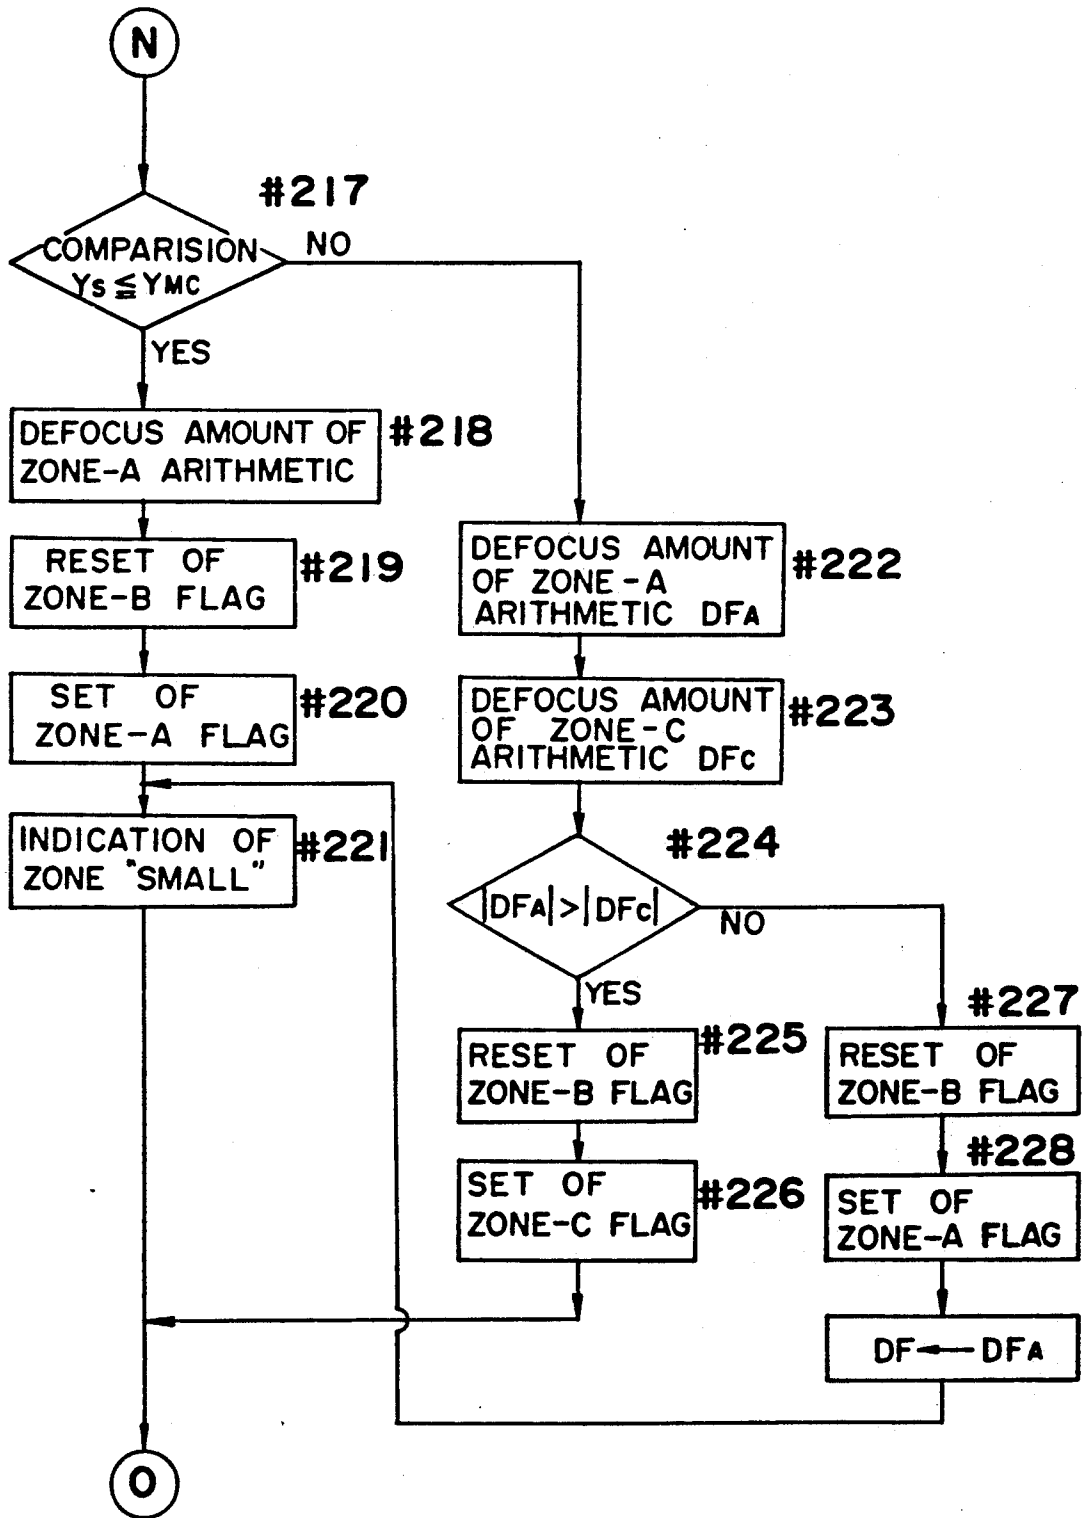 N
#217
COMPARISION
YS ≦ YMC
NO
YES
DEFOCUS AMOUNT OF
ZONE-A ARITHMETIC
#218
RESET OF
ZONE-B FLAG
#219
SET OF
ZONE-A FLAG
#220
INDICATION OF
ZONE "SMALL"
#221
DEFOCUS AMOUNT
OF ZONE-A
ARITHMETIC DFA
#222
DEFOCUS AMOUNT
OF ZONE-C
ARITHMETIC DFC
#223
#224
|DFA|>|DFC|
NO
YES
RESET OF
ZONE-B FLAG
#225
SET OF
ZONE-C FLAG
#226
#227
RESET OF
ZONE-B FLAG
#228
SET OF
ZONE-A FLAG
DF ← DFA
O